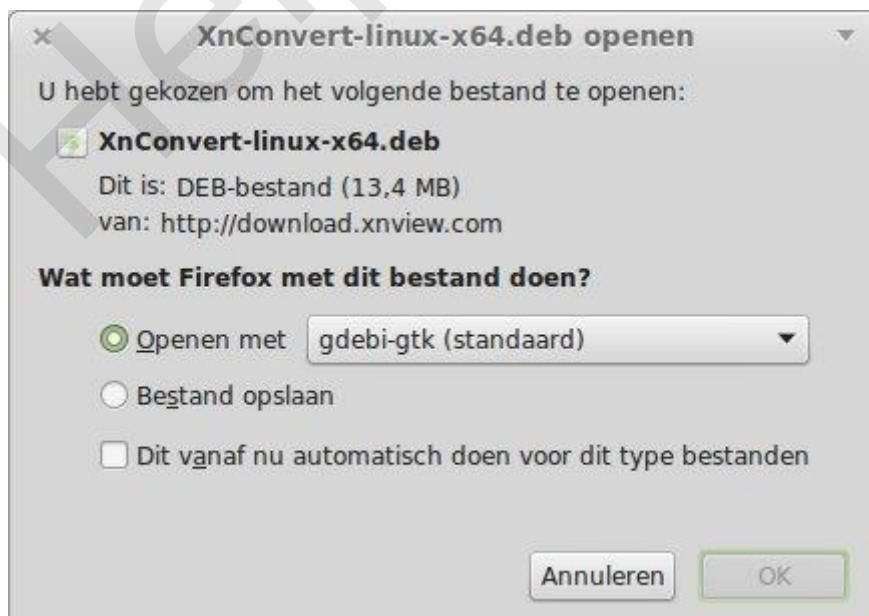 XnConvert-linux-x64.deb openen
U hebt gekozen om het volgende bestand te openen:
XnConvert-linux-x64.deb
Dit is: DEB-bestand (13,4 MB)
van: http://download.xnview.com
Wat moet Firefox met dit bestand doen?
Openen met gdebi-gtk (standaard)
Bestand opslaan
Dit vanaf nu automatisch doen voor dit type bestanden
Annuleren OK